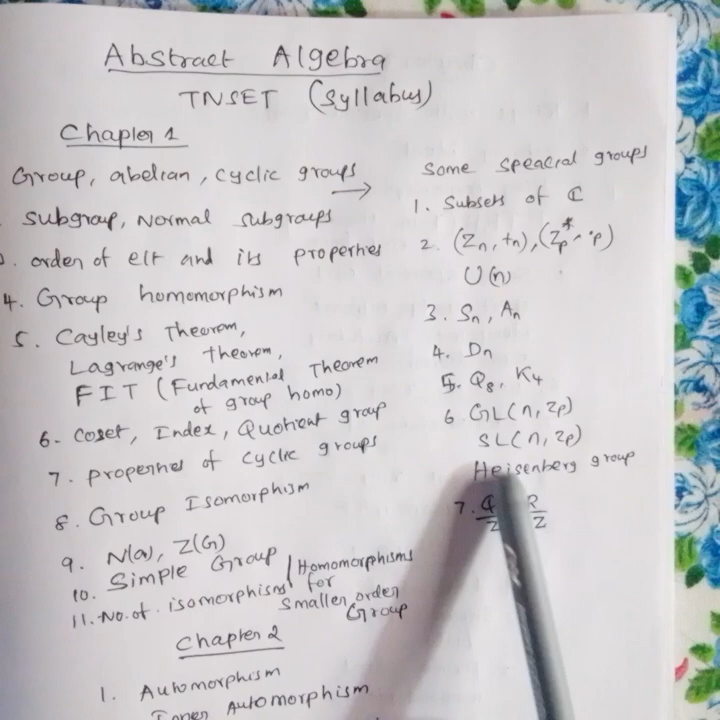 Abstract Algebra
TNSET (Syllabus)
Chapter 1
Group, abelian, cyclic groups →
subgroup, Normal subgroups
order of elt and its properties
4. Group homomorphism
5. Cayley's Theorem,
Lagrange's theorem,
FIT (Fundamental Theorem
of group homo)
6. Coset, Index, Quotient group
7. properties of cyclic groups
8. Group Isomorphism
9. N(a), Z(G)
10. Simple Group
11. No. of isomorphisms / Homomorphisms
for
Smaller order
Group
Some speacial groups
1. Subsets of ℂ
2. (Zn, +n), (Zp*, ·p)
U(n)
3. Sn, An
4. Dn
5. Q8, K4
6. GL(n, Zp)
SL(n, Zp)
Heisenberg group
7. R/Z
Chapter 2
1. Automorphism
Inner Automorphism